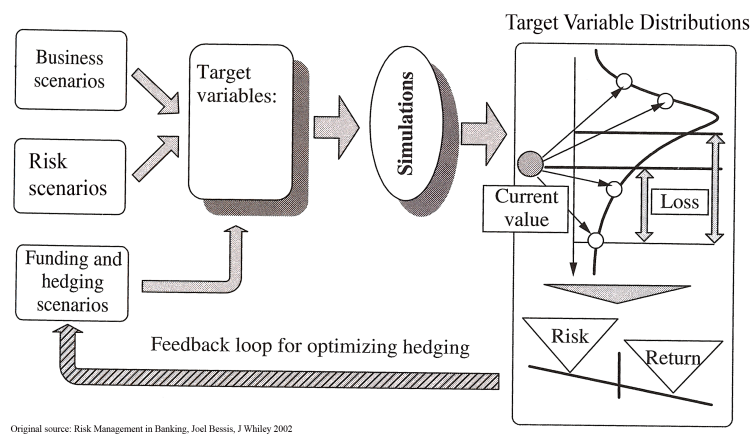 Target Variable Distributions
Business
scenarios
Target
variables:
Simulations
Risk
scenarios
Current
value
Loss
Funding and
hedging
scenarios
Feedback loop for optimizing hedging
Risk
Return
Original source: Risk Management in Banking, Joel Bessis, J Whiley 2002